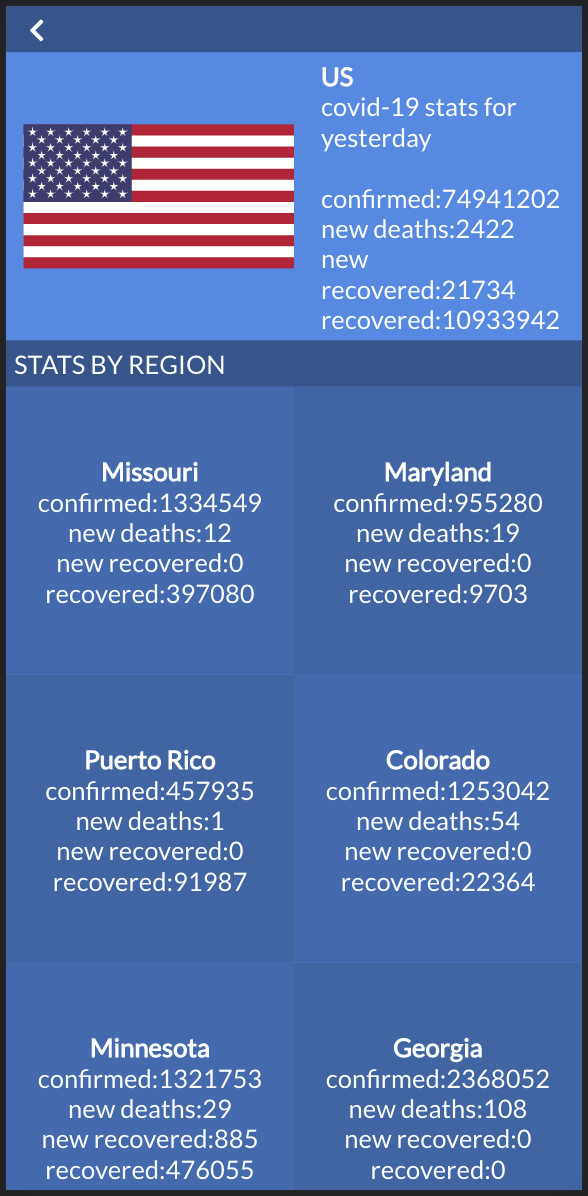 US
covid-19 stats for
yesterday
confirmed:74941202
new deaths:2422
new
recovered:21734
recovered:10933942
STATS BY REGION
Missouri
confirmed:1334549
new deaths:12
new recovered:0
recovered:397080
Maryland
confirmed:955280
new deaths:19
new recovered:0
recovered:9703
Puerto Rico
confirmed:457935
new deaths:1
new recovered:0
recovered:91987
Colorado
confirmed:1253042
new deaths:54
new recovered:0
recovered:22364
Minnesota
confirmed:1321753
new deaths:29
new recovered:885
recovered:476055
Georgia
confirmed:2368052
new deaths:108
new recovered:0
recovered:0